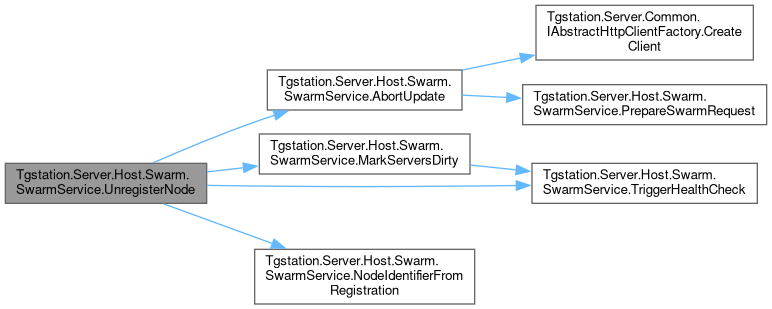 Tgstation.Server.Common.
IAbstractHttpClientFactory.Create
Client
Tgstation.Server.Host.Swarm.
SwarmService.AbortUpdate
Tgstation.Server.Host.Swarm.
SwarmService.PrepareSwarmRequest
Tgstation.Server.Host.Swarm.
SwarmService.MarkServersDirty
Tgstation.Server.Host.Swarm.
SwarmService.UnregisterNode
Tgstation.Server.Host.Swarm.
SwarmService.TriggerHealthCheck
Tgstation.Server.Host.Swarm.
SwarmService.NodeIdentifierFrom
Registration